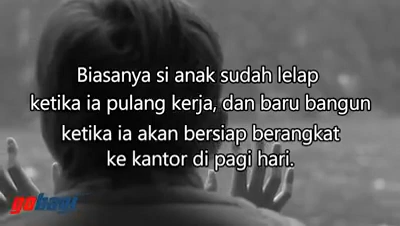 Biasanya si anak sudah lelap
ketika ia pulang kerja, dan baru bangun
ketika ia akan bersiap berangkat
ke kantor di pagi hari.
gobagi